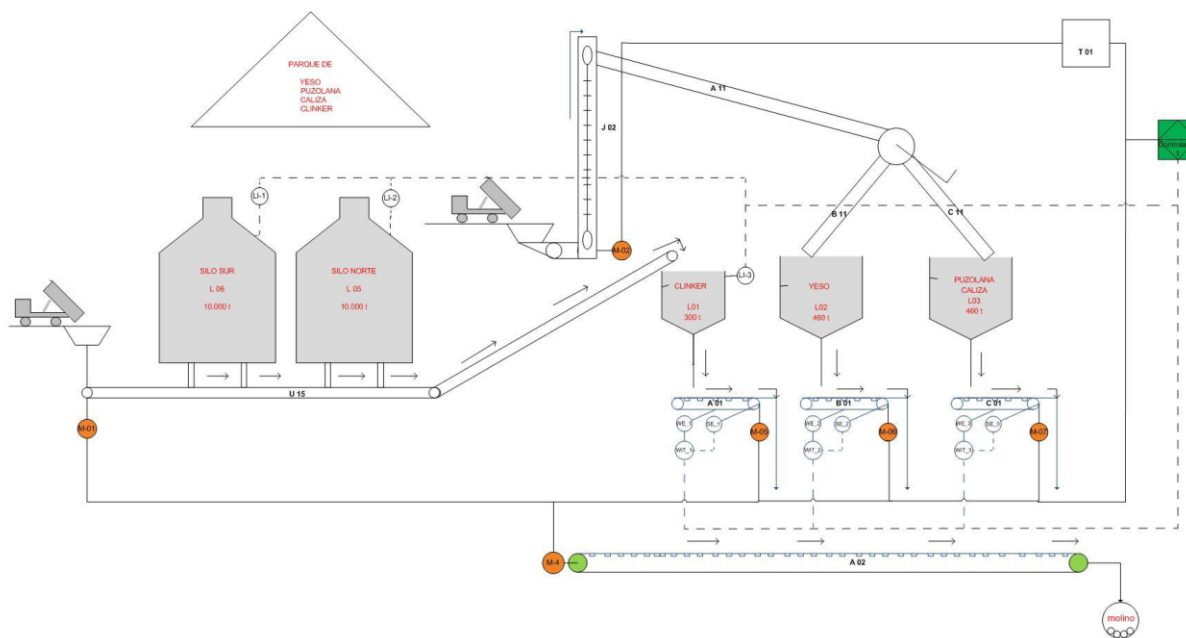 PARQUE DE
YESO
PUZOLANA
CALIZA
CLINKER
T 01
A 11
J 02
Controlador
1
LI-1
LI-2
B 11
C 11
M-02
SILO SUR
L 06
10.000 t
SILO NORTE
L 05
10.000 t
LI-3
CLINKER
L01
300 t
YESO
L02
460 t
PUZOLANA
CALIZA
L03
460 t
U 15
A 01
B 01
C 01
M-01
WE_1
SE_1
M-05
WE_2
SE_2
M-06
WE_3
SE_3
M-07
WIT_1
WIT_2
WIT_3
M-4
A 02
molino